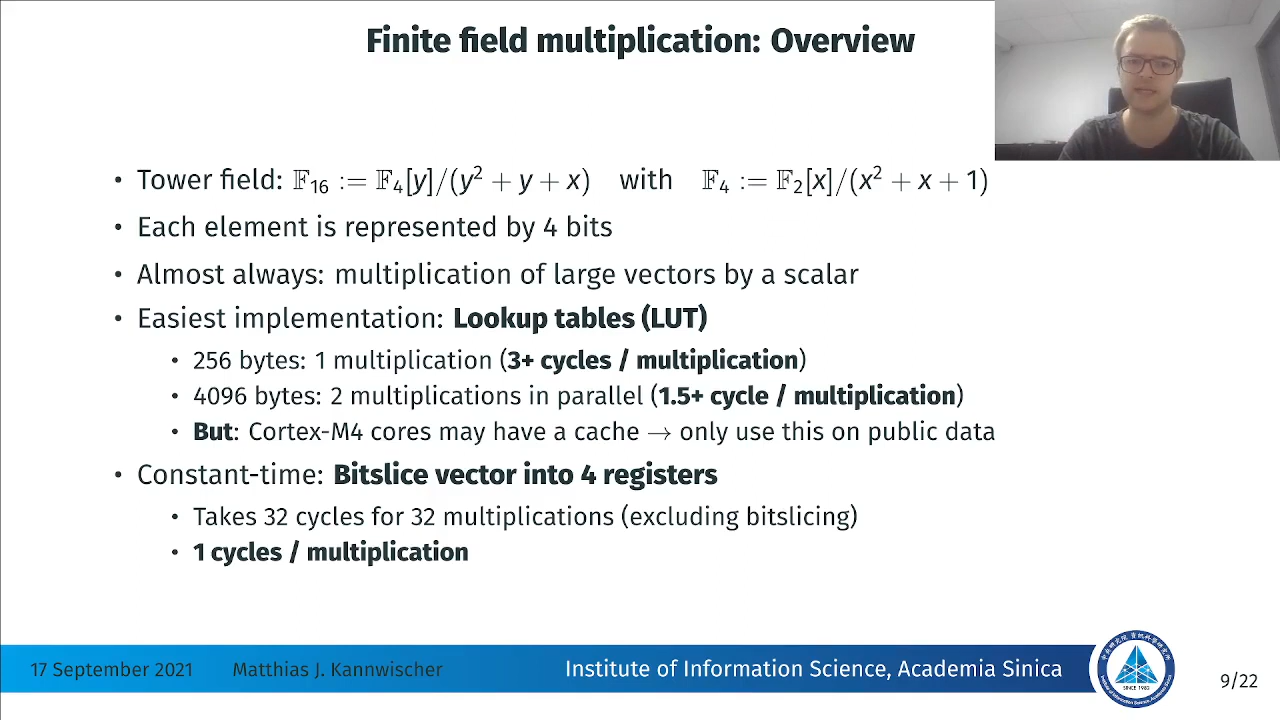 Finite field multiplication: Overview
• Tower field: 𝔽₁₆ := 𝔽₄[y]/(y² + y + x) with 𝔽₄ := 𝔽₂[x]/(x² + x + 1)
• Each element is represented by 4 bits
• Almost always: multiplication of large vectors by a scalar
• Easiest implementation: Lookup tables (LUT)
• 256 bytes: 1 multiplication (3+ cycles / multiplication)
• 4096 bytes: 2 multiplications in parallel (1.5+ cycle / multiplication)
• But: Cortex-M4 cores may have a cache → only use this on public data
• Constant-time: Bitslice vector into 4 registers
• Takes 32 cycles for 32 multiplications (excluding bitslicing)
• 1 cycles / multiplication
17 September 2021 Matthias J. Kannwischer Institute of Information Science, Academia Sinica
SINCE 1982
9/22